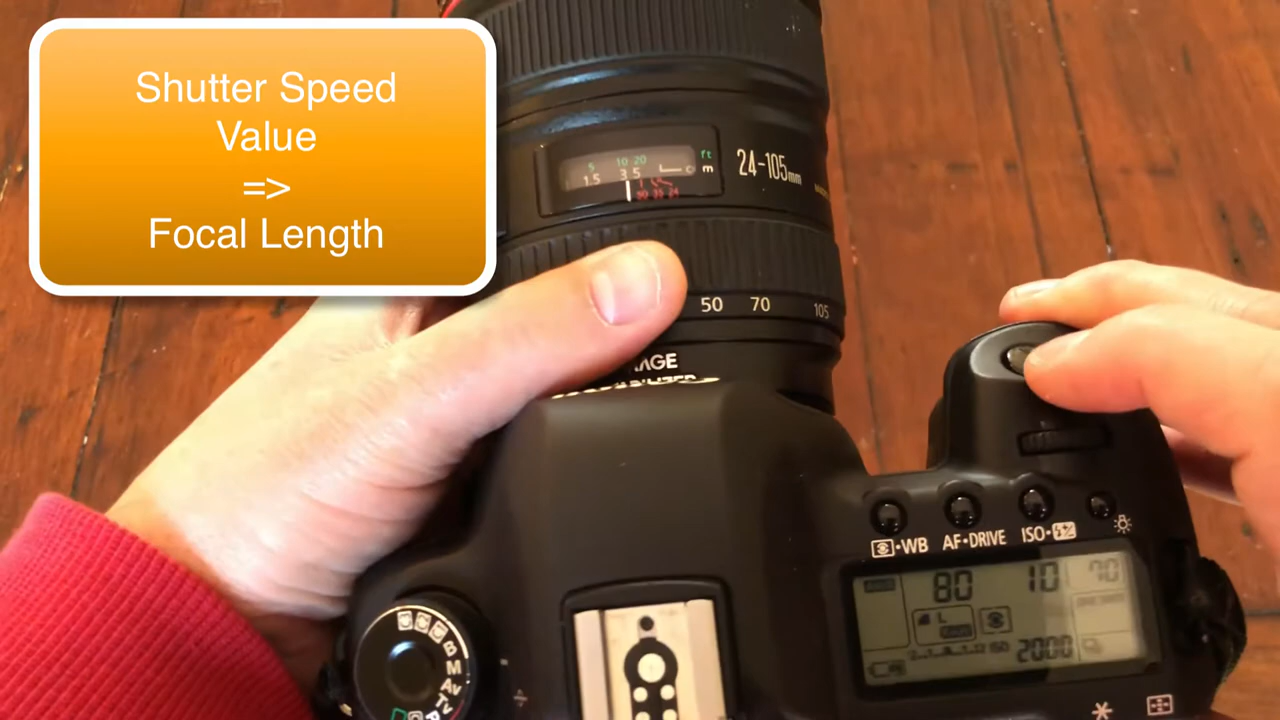 Shutter Speed
Value
=>
Focal Length
5 10 20 ft
1.5 3 5 m
24-105mm
50 70 105
AGE
WB AF•DRIVE ISO•
80 10 70
L
ISO 2000
B
M
Av
Tv
P